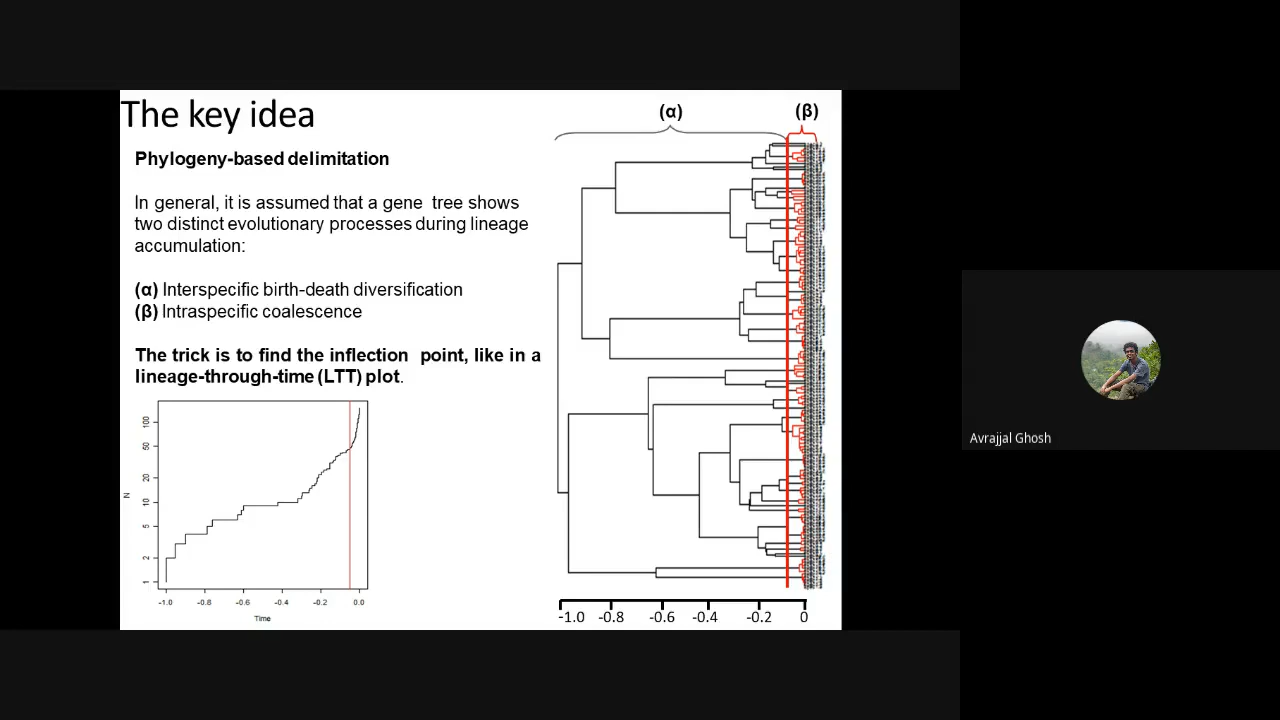 The key idea
Phylogeny-based delimitation
In general, it is assumed that a gene tree shows
two distinct evolutionary processes during lineage
accumulation:
(α) Interspecific birth-death diversification
(β) Intraspecific coalescence
The trick is to find the inflection point, like in a
lineage-through-time (LTT) plot.
100
50
20
10
5
2
1
N
-1.0 -0.8 -0.6 -0.4 -0.2 0.0
Time
(α) (β)
-1.0 -0.8 -0.6 -0.4 -0.2 0
Avrajjal Ghosh